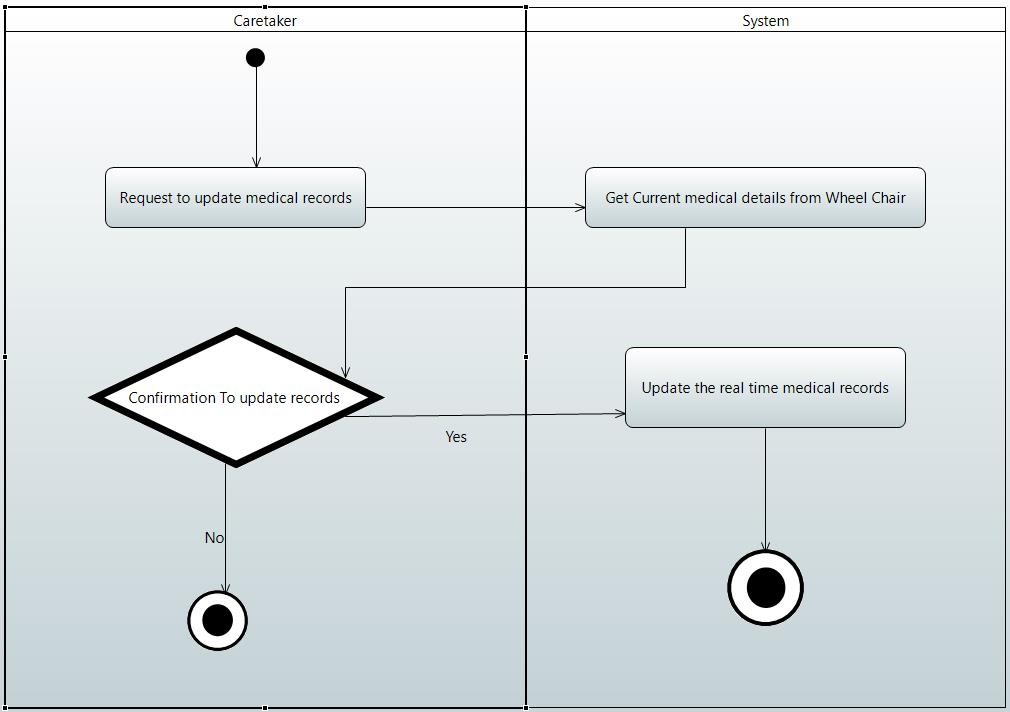 Caretaker
System
Request to update medical records
Get Current medical details from Wheel Chair
Confirmation To update records
Update the real time medical records
Yes
No